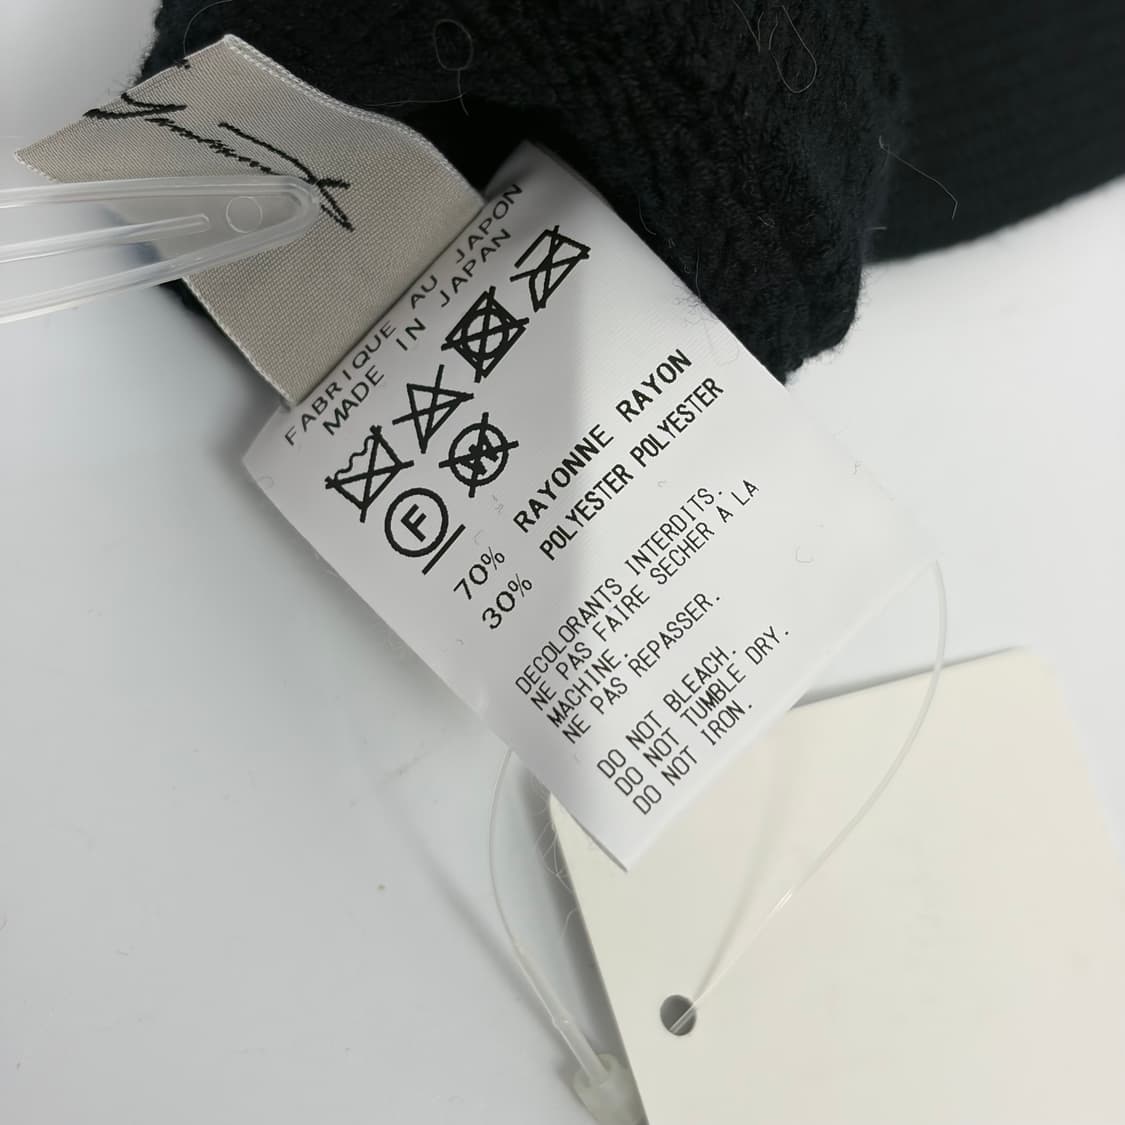 FABRIQUE AU JAPON
MADE IN JAPAN
F
W
70% RAYONNE RAYON
30% POLYESTER POLYESTER
DECOLORANTS INTERDITS.
NE PAS FAIRE SECHER A LA
MACHINE.
NE PAS REPASSER.
DO NOT BLEACH.
DO NOT TUMBLE DRY.
DO NOT IRON.